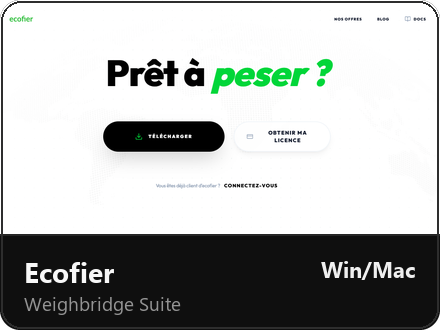 ecofier
NOS OFFRES BLOG DOCS
Prêt à peser ?
TÉLÉCHARGER
OBTENIR MA
LICENCE
Vous êtes déjà client d'ecofier ? CONNECTEZ-VOUS
Ecofier
Win/Mac
Weighbridge Suite